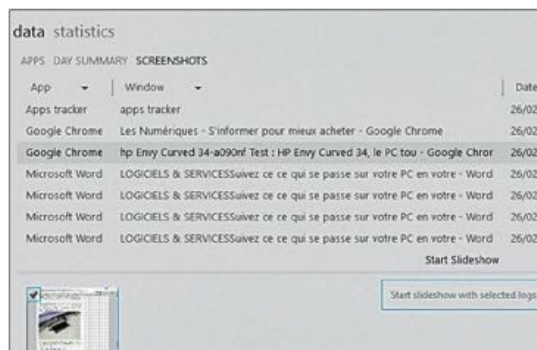 data statistics
APPS DAY SUMMARY SCREENSHOTS
App Window Date
Apps tracker apps tracker 26/02
Google Chrome Les Numériques - S'informer pour mieux acheter - Google Chrome 26/02
Google Chrome hp Envy Curved 34-a090nf Test : HP Envy Curved 34, le PC tou - Google Chror 26/02
Microsoft Word LOGICIELS & SERVICESSuivez ce ce qui se passe sur votre PC en votre - Word 26/02
Microsoft Word LOGICIELS & SERVICESSuivez ce ce qui se passe sur votre PC en votre - Word 26/02
Microsoft Word LOGICIELS & SERVICESSuivez ce ce qui se passe sur votre PC en votre - Word 26/02
Microsoft Word LOGICIELS & SERVICESSuivez ce ce qui se passe sur votre PC en votre - Word 26/02
Start Slideshow
Start slideshow with selected logs